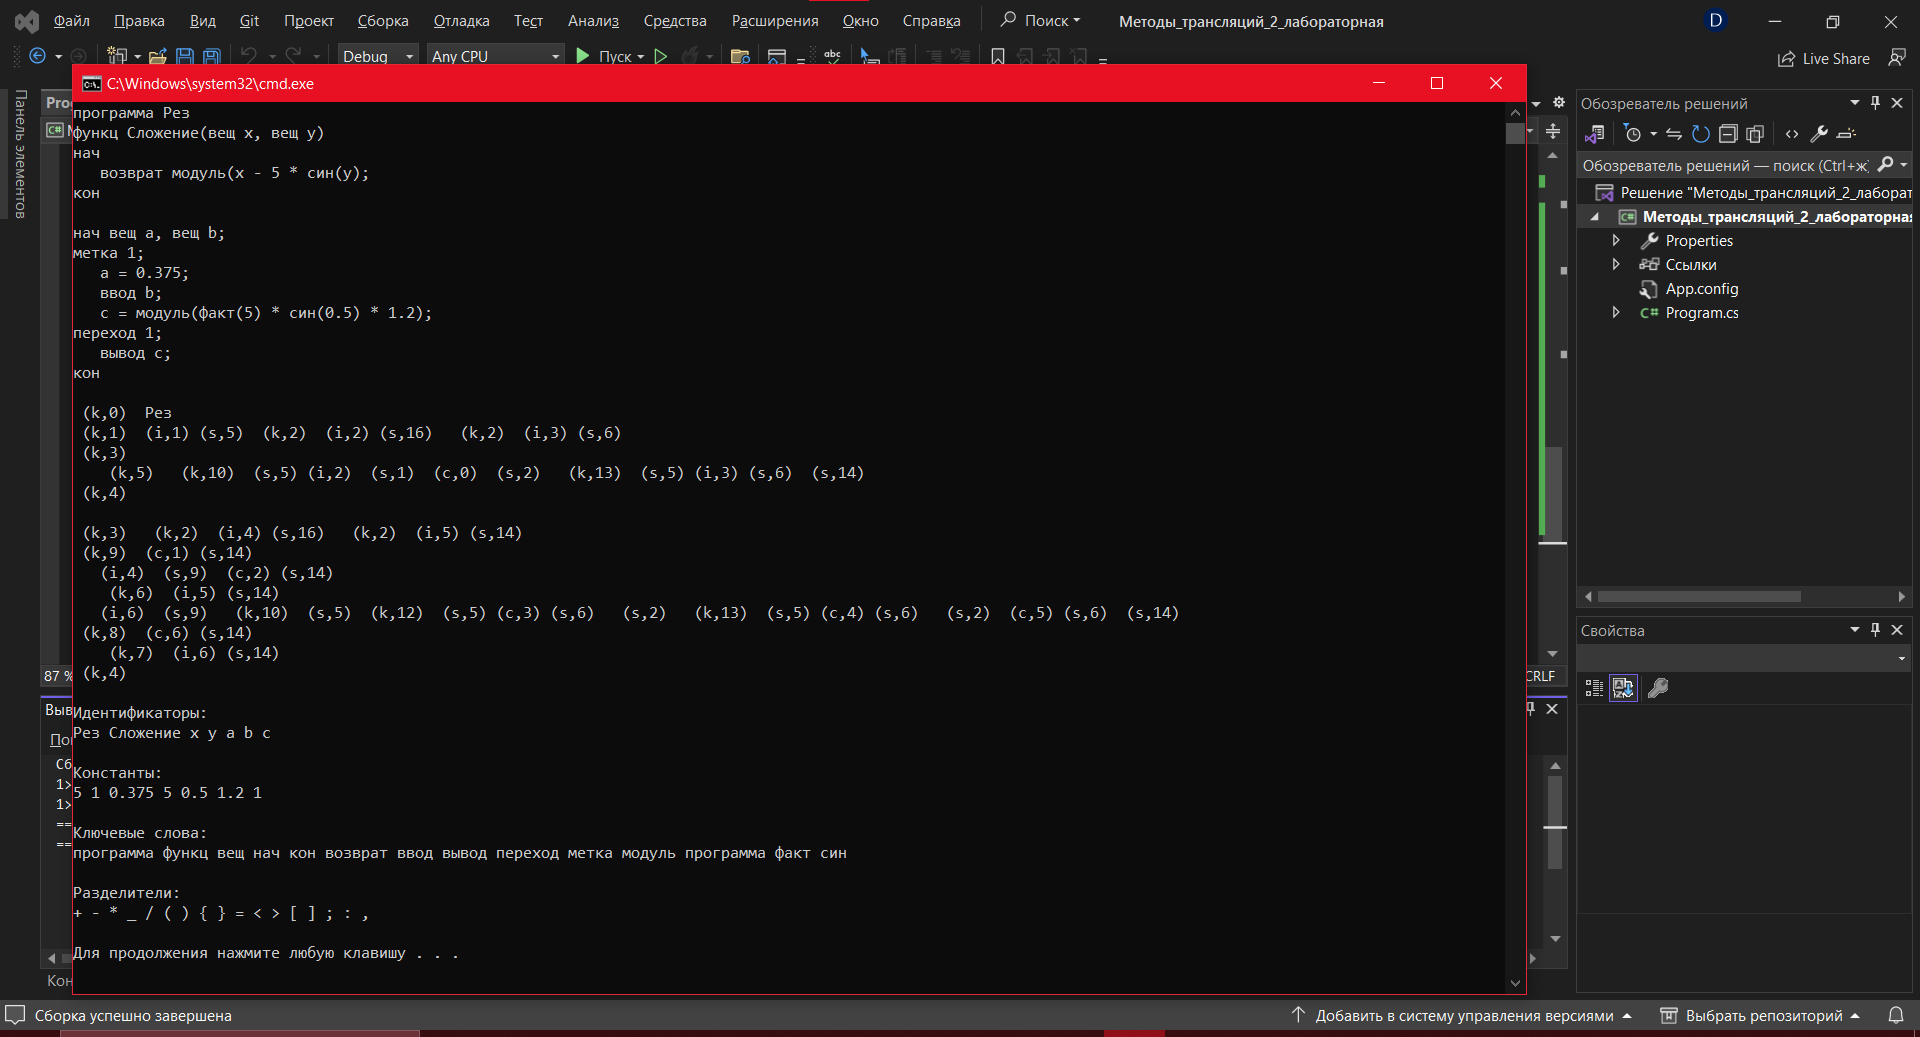 Файл Правка Вид Git Проект Сборка Отладка Тест Анализ Средства Расширения Окно Справка Поиск Методы_трансляций_2_лабораторная D
Debug Any CPU Пуск abc Live Share
C:\Windows\system32\cmd.exe
Панель элементов
программа Рез
функц Сложение(вещ x, вещ y)
нач
возврат модуль(x - 5 * син(y);
кон
нач вещ a, вещ b;
метка 1;
a = 0.375;
ввод b;
c = модуль(факт(5) * син(0.5) * 1.2);
переход 1;
вывод c;
кон
(k,0) Рез
(k,1) (i,1) (s,5) (k,2) (i,2) (s,16) (k,2) (i,3) (s,6)
(k,3)
(k,5) (k,10) (s,5) (i,2) (s,1) (c,0) (s,2) (k,13) (s,5) (i,3) (s,6) (s,14)
(k,4)
(k,3) (k,2) (i,4) (s,16) (k,2) (i,5) (s,14)
(k,9) (c,1) (s,14)
(i,4) (s,9) (c,2) (s,14)
(k,6) (i,5) (s,14)
(i,6) (s,9) (k,10) (s,5) (k,12) (s,5) (c,3) (s,6) (s,2) (k,13) (s,5) (c,4) (s,6) (s,2) (c,5) (s,6) (s,14)
(k,8) (c,6) (s,14)
(k,7) (i,6) (s,14)
(k,4)
Идентификаторы:
Рез Сложение x y a b c
Константы:
5 1 0.375 5 0.5 1.2 1
Ключевые слова:
программа функц вещ нач кон возврат ввод вывод переход метка модуль программа факт син
Разделители:
+ - * _ / ( ) { } = < > [ ] ; : ,
Для продолжения нажмите любую клавишу . . .
87 %
CRLF
Обозреватель решений
Обозреватель решений — поиск (Ctrl+ж)
Решение "Методы_трансляций_2_лаборат
C# Методы_трансляций_2_лабораторная
Properties
Ссылки
App.config
C# Program.cs
Свойства
Сборка успешно завершена
Добавить в систему управления версиями Выбрать репозиторий